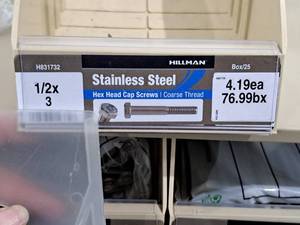 HILLMAN
H831732
Box/25
Stainless Steel
Hex Head Cap Screws | Coarse Thread
1/2x
3
4.19ea
76.99bx